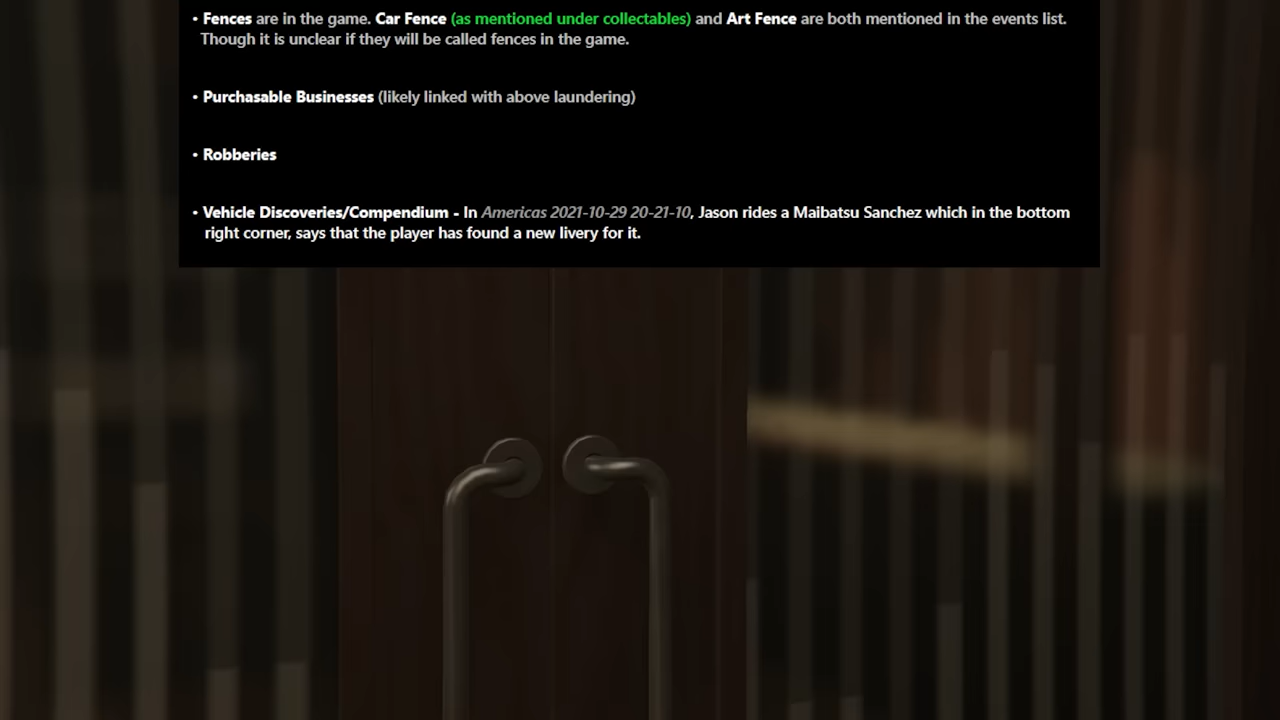 • Fences are in the game. Car Fence (as mentioned under collectables) and Art Fence are both mentioned in the events list.
Though it is unclear if they will be called fences in the game.
• Purchasable Businesses (likely linked with above laundering)
• Robberies
• Vehicle Discoveries/Compendium - In Americas 2021-10-29 20-21-10, Jason rides a Maibatsu Sanchez which in the bottom
right corner, says that the player has found a new livery for it.